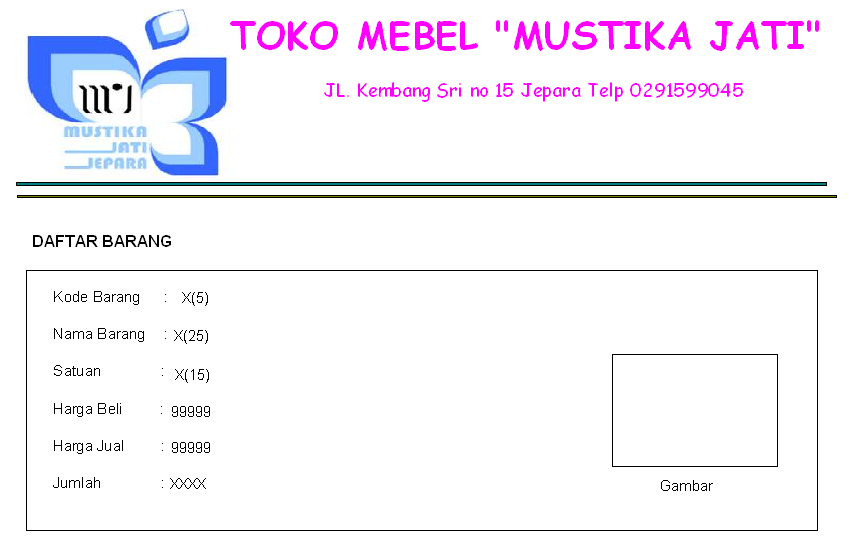 TOKO MEBEL "MUSTIKA JATI"
JL. Kembang Sri no 15 Jepara Telp 0291599045
MJ
MUSTIKA
JATI
JEPARA
DAFTAR BARANG
Kode Barang : X(5)
Nama Barang : X(25)
Satuan : X(15)
Harga Beli : 99999
Harga Jual : 99999
Jumlah : XXXX
Gambar